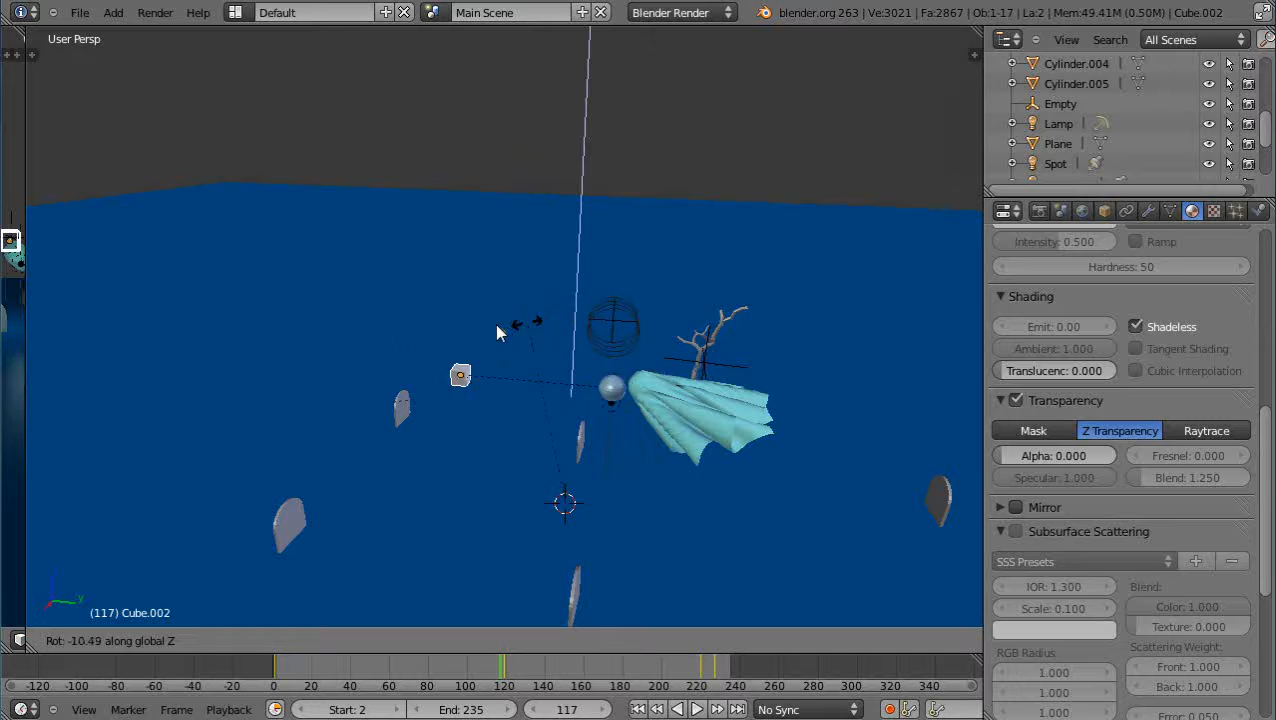 File Add Render Help Default Main Scene Blender Render blender.org 263 | Ve:3021 | Fa:2867 | Ob:1-17 | La:2 | Mem:49.41M (0.50M) | Cube.002
User Persp
View Search All Scenes
Cylinder.004
Cylinder.005
Empty
Lamp
Plane
Spot
Intensity: 0.500 Ramp
Hardness: 50
Shading
Emit: 0.00 Shadeless
Ambient: 1.000 Tangent Shading
Translucenc: 0.000 Cubic Interpolation
Transparency
Mask Z Transparency Raytrace
Alpha: 0.000 Fresnel: 0.000
Specular: 1.000 Blend: 1.250
Mirror
Subsurface Scattering
SSS Presets
IOR: 1.300 Blend:
Scale: 0.100 Color: 1.000
Texture: 0.000
RGB Radius: Scattering Weight:
1.000 Front: 1.000
1.000 Back: 1.000
1.000 Error: 0.050
z y
(117) Cube.002
Rot: -10.49 along global Z
-120 -100 -80 -60 -40 -20 0 20 40 60 80 100 120 140 160 180 200 220 240 260 280 300 320 340
View Marker Frame Playback Start: 2 End: 235 117 No Sync